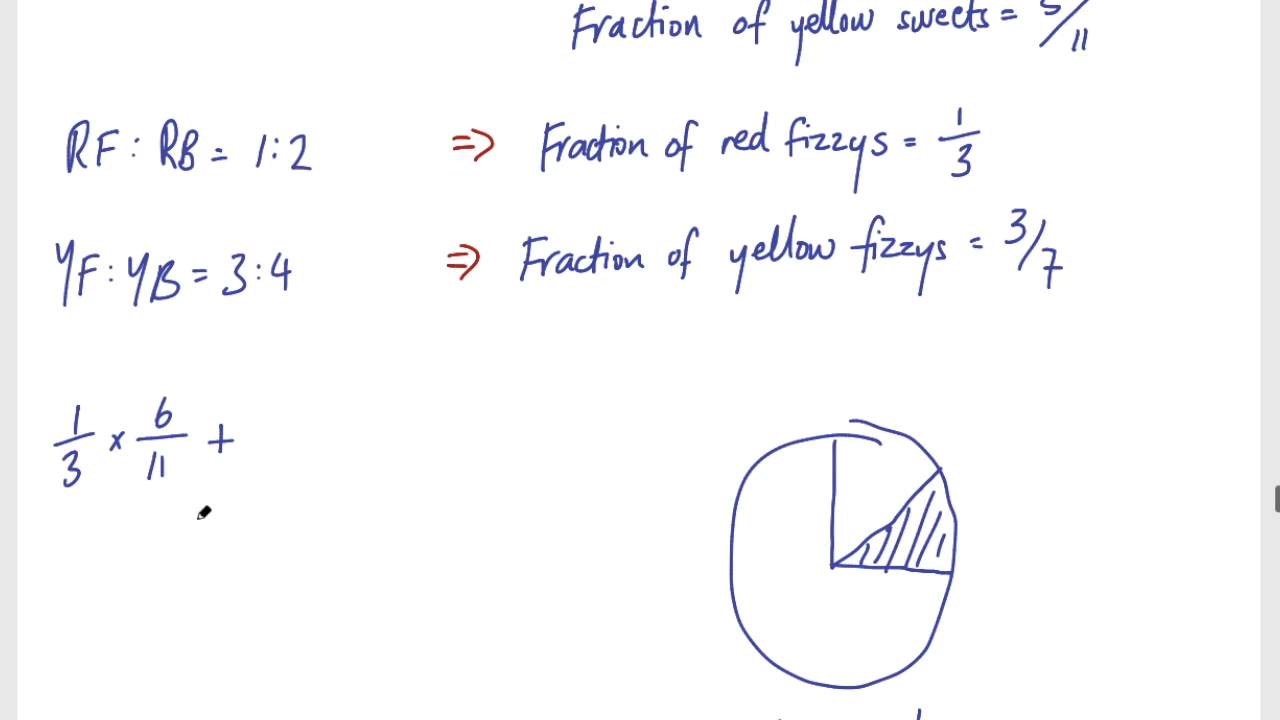 Fraction of yellow sweets = 5/11
RF : RB = 1:2 => Fraction of red fizzys = 1/3
YF : YB = 3:4 => Fraction of yellow fizzys = 3/7
1/3 x 6/11 +